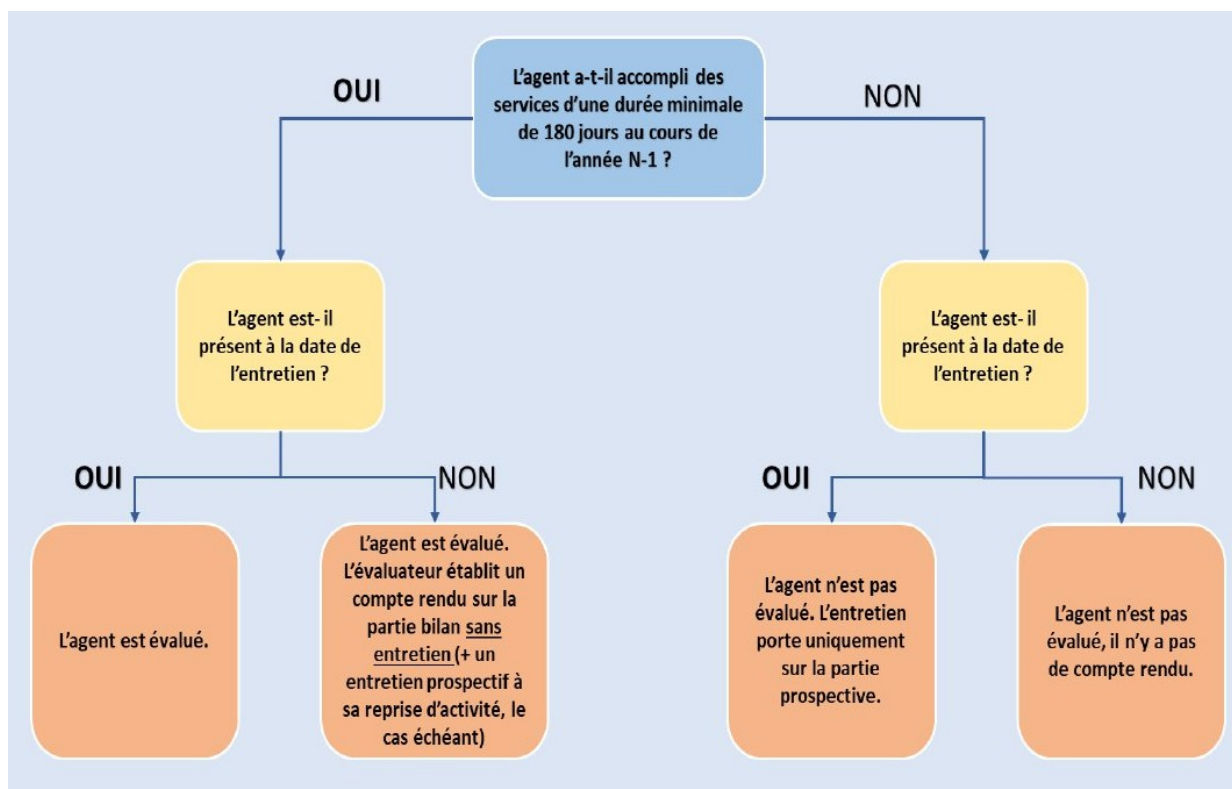 L'agent a-t-il accompli des
services d'une durée minimale
de 180 jours au cours de
l'année N-1 ?
OUI
NON
L'agent est- il
présent à la date de
l'entretien ?
L'agent est- il
présent à la date de
l'entretien ?
OUI
NON
OUI
NON
L'agent est évalué.
L'agent est évalué.
L'évaluateur établit un
compte rendu sur la
partie bilan sans
entretien (+ un
entretien prospectif à
sa reprise d'activité, le
cas échéant)
L'agent n'est pas
évalué. L'entretien
porte uniquement
sur la partie
prospective.
L'agent n'est pas
évalué, il n'y a pas
de compte rendu.